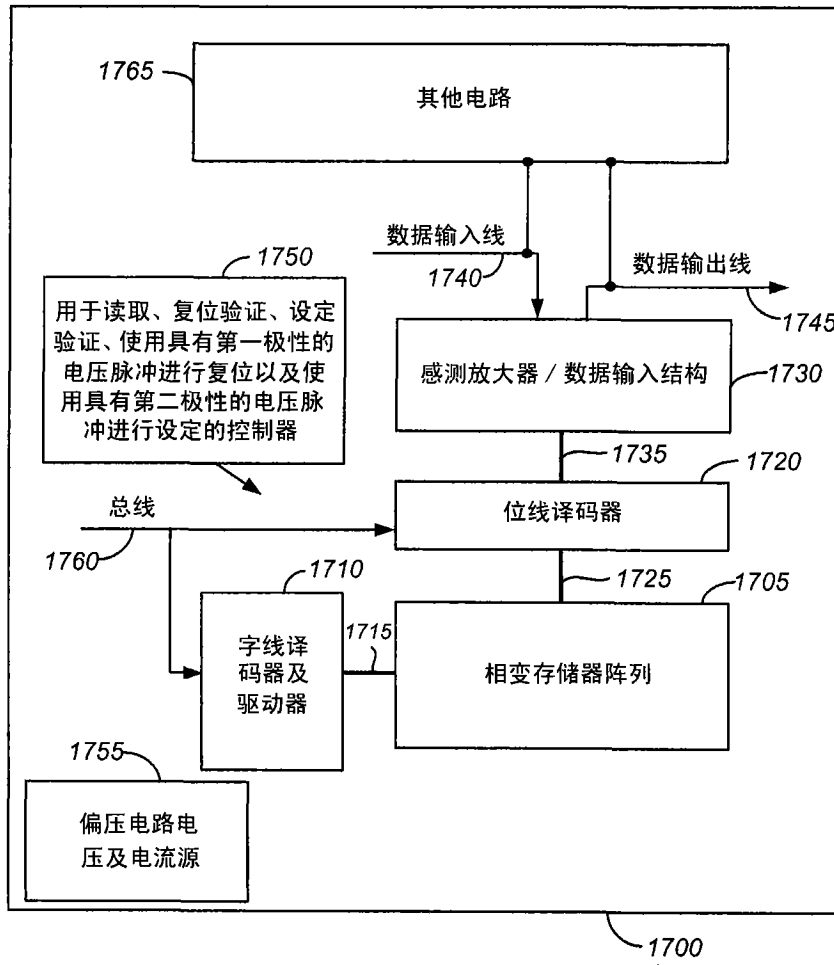 1765
其他电路
数据输入线
1740
数据输出线
1745
1750
用于读取、复位验证、设定
验证、使用具有第一极性的
电压脉冲进行复位以及使
用具有第二极性的电压脉
冲进行设定的控制器
感测放大器 / 数据输入结构
1730
1735
1720
位线译码器
总线
1760
1725
1710
1705
字线译
码器及
驱动器
1715
相变存储器阵列
1755
偏压电路电
压及电流源
1700